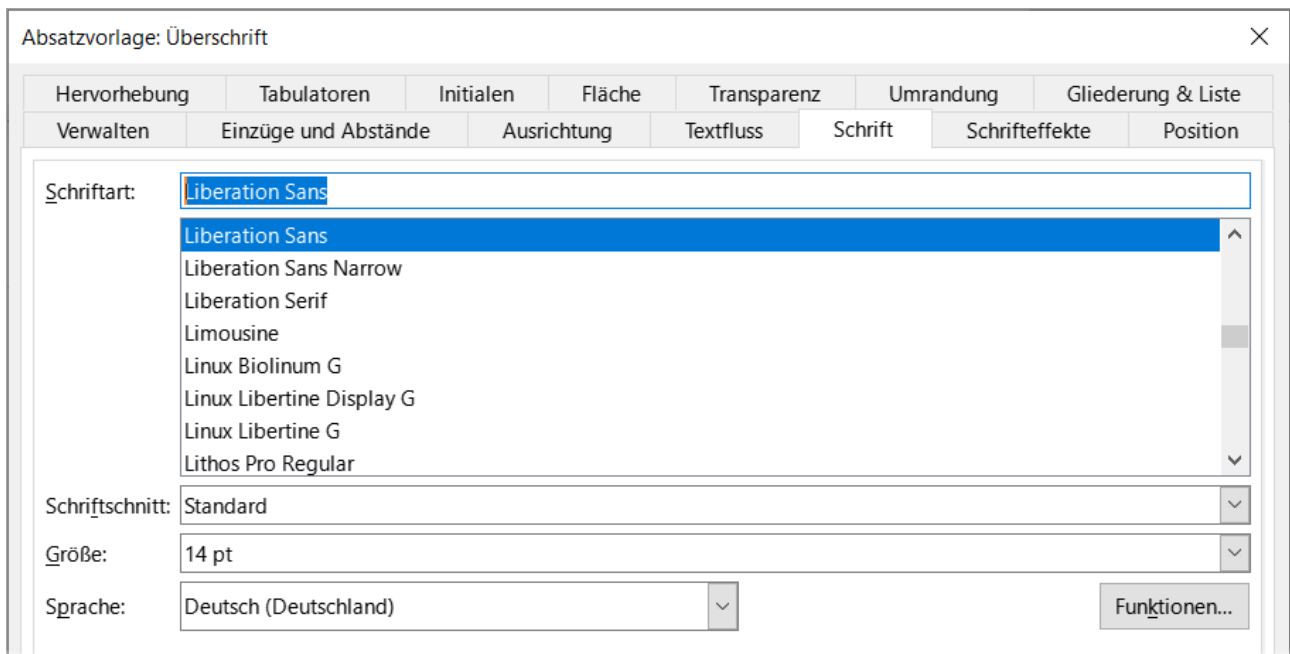 Absatzvorlage: Überschrift
Hervorhebung Tabulatoren Initialen Fläche Transparenz Umrandung Gliederung & Liste
Verwalten Einzüge und Abstände Ausrichtung Textfluss Schrift Schrifteffekte Position
Schriftart: Liberation Sans
Liberation Sans
Liberation Sans Narrow
Liberation Serif
Limousine
Linux Biolinum G
Linux Libertine Display G
Linux Libertine G
Lithos Pro Regular
Schriftschnitt: Standard
Größe: 14 pt
Sprache: Deutsch (Deutschland) Funktionen...